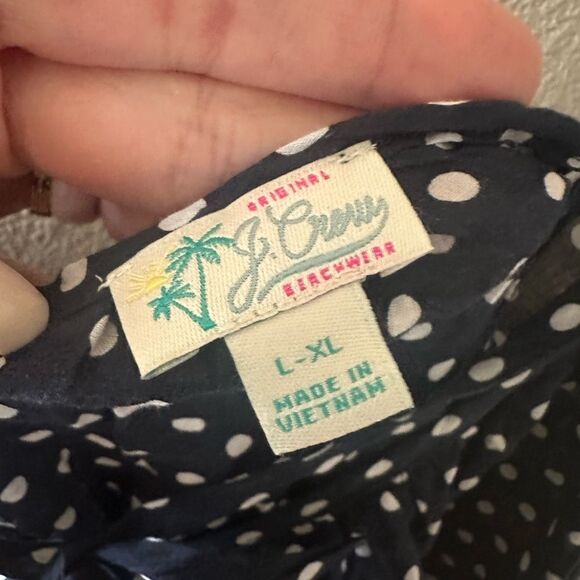 ORIGINAL
J. Crew
BEACHWEAR
L-XL
MADE IN
VIETNAM